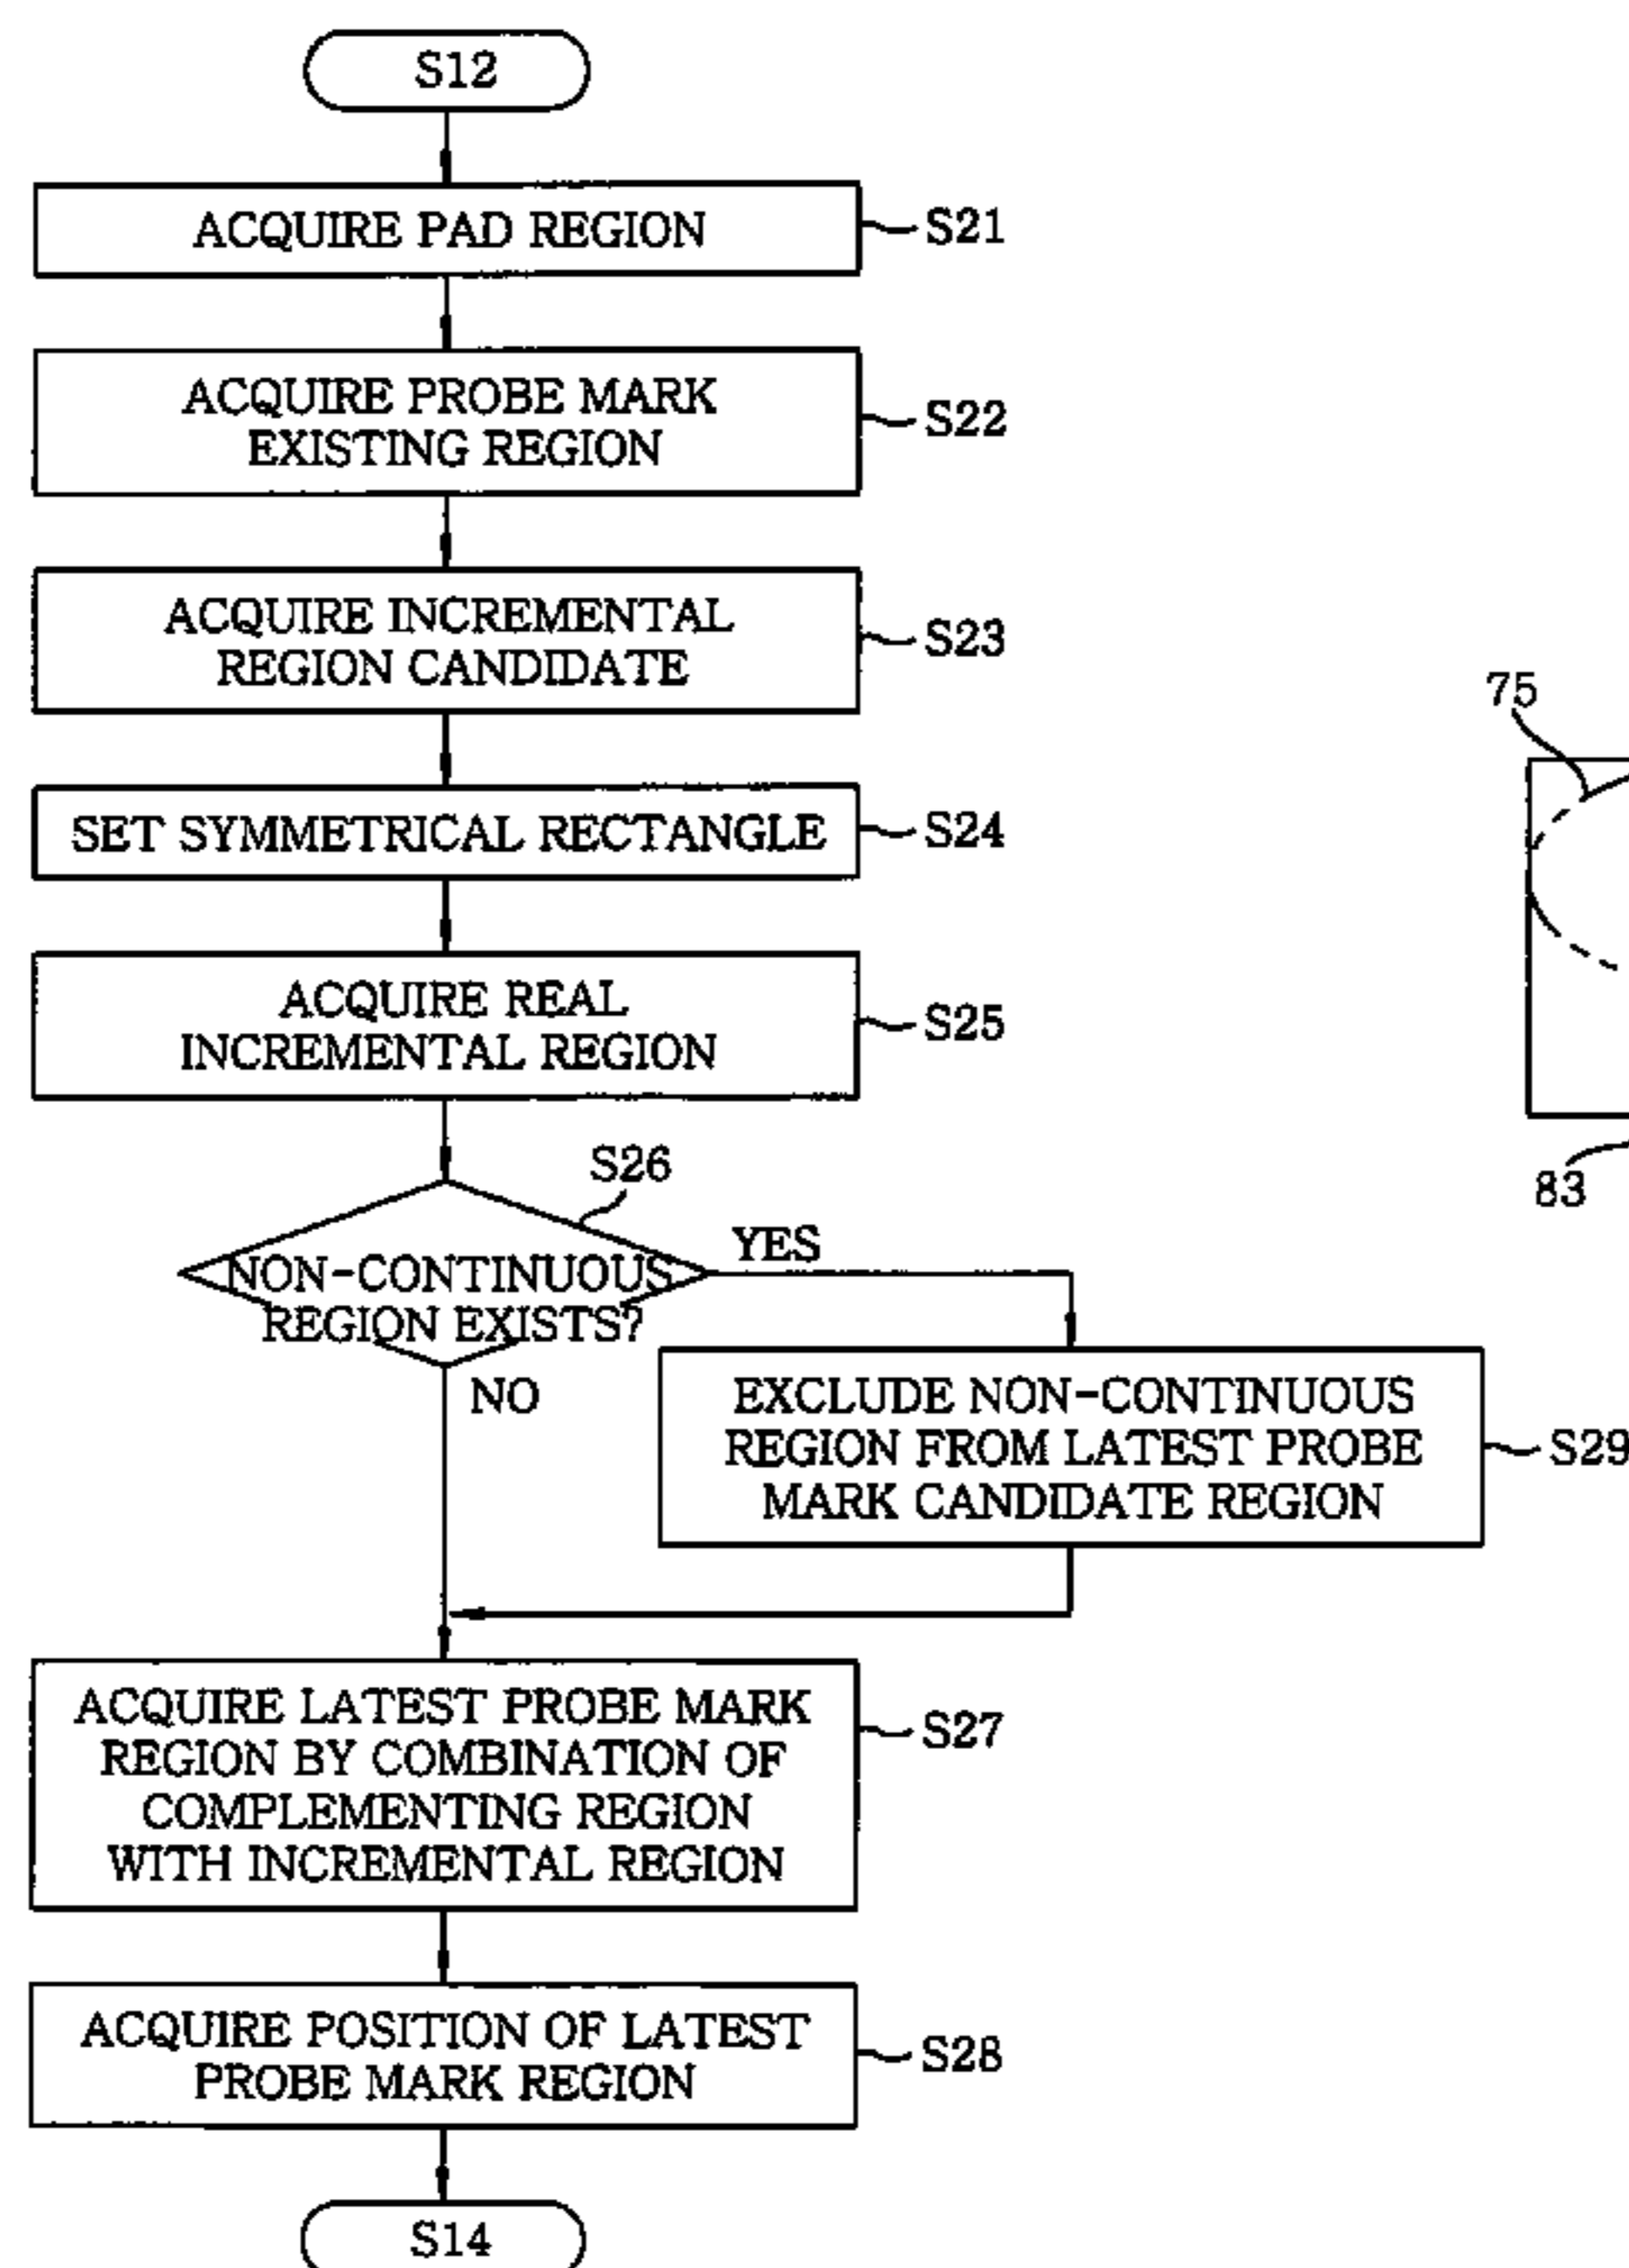 S12
ACQUIRE PAD REGION
S21
ACQUIRE PROBE MARK
EXISTING REGION
S22
ACQUIRE INCREMENTAL
REGION CANDIDATE
S23
SET SYMMETRICAL RECTANGLE
S24
ACQUIRE REAL
INCREMENTAL REGION
S25
S26
NON-CONTINUOUS
REGION EXISTS?
YES
NO
EXCLUDE NON-CONTINUOUS
REGION FROM LATEST PROBE
MARK CANDIDATE REGION
S29
ACQUIRE LATEST PROBE MARK
REGION BY COMBINATION OF
COMPLEMENTING REGION
WITH INCREMENTAL REGION
S27
ACQUIRE POSITION OF LATEST
PROBE MARK REGION
S28
S14
75
83